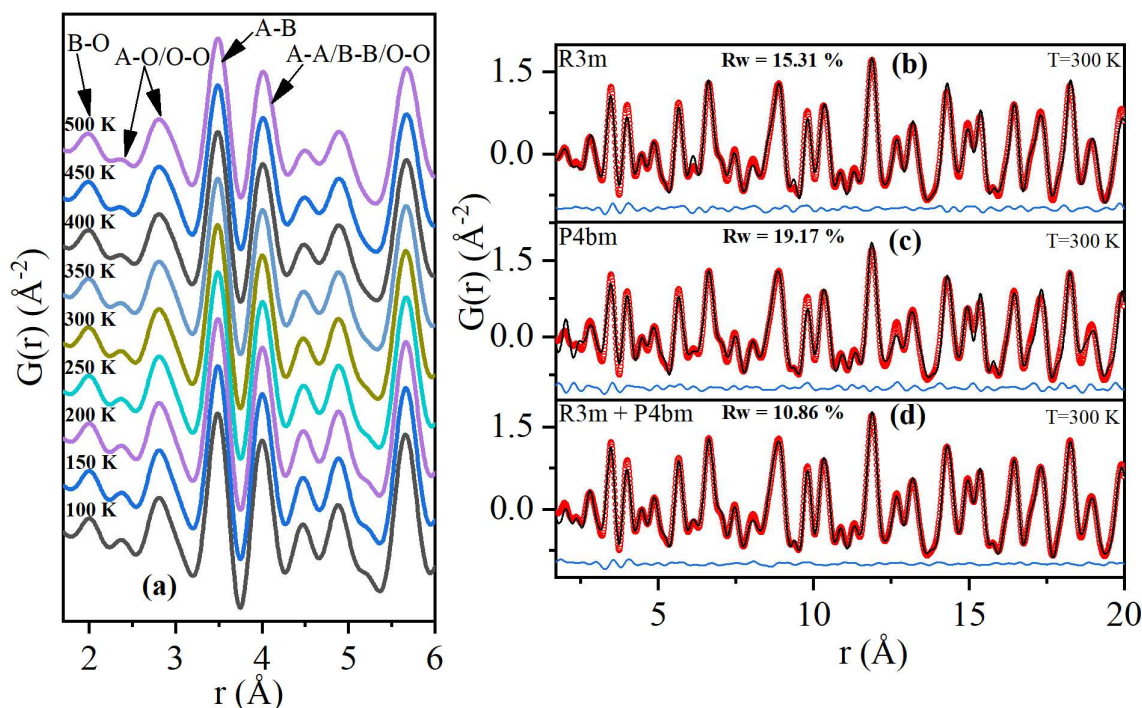 B-O
A-O/O-O
A-B
A-A/B-B/O-O
500 K
450 K
400 K
350 K
300 K
250 K
200 K
150 K
100 K
(a)
G(r) (Å-2)
2 3 4 5 6
r (Å)
R3m
Rw = 15.31 %
(b)
T=300 K
1.5
0.0
P4bm
Rw = 19.17 %
(c)
T=300 K
1.5
0.0
R3m + P4bm
Rw = 10.86 %
(d)
T=300 K
1.5
0.0
G(r) (Å-2)
5 10 15 20
r (Å)